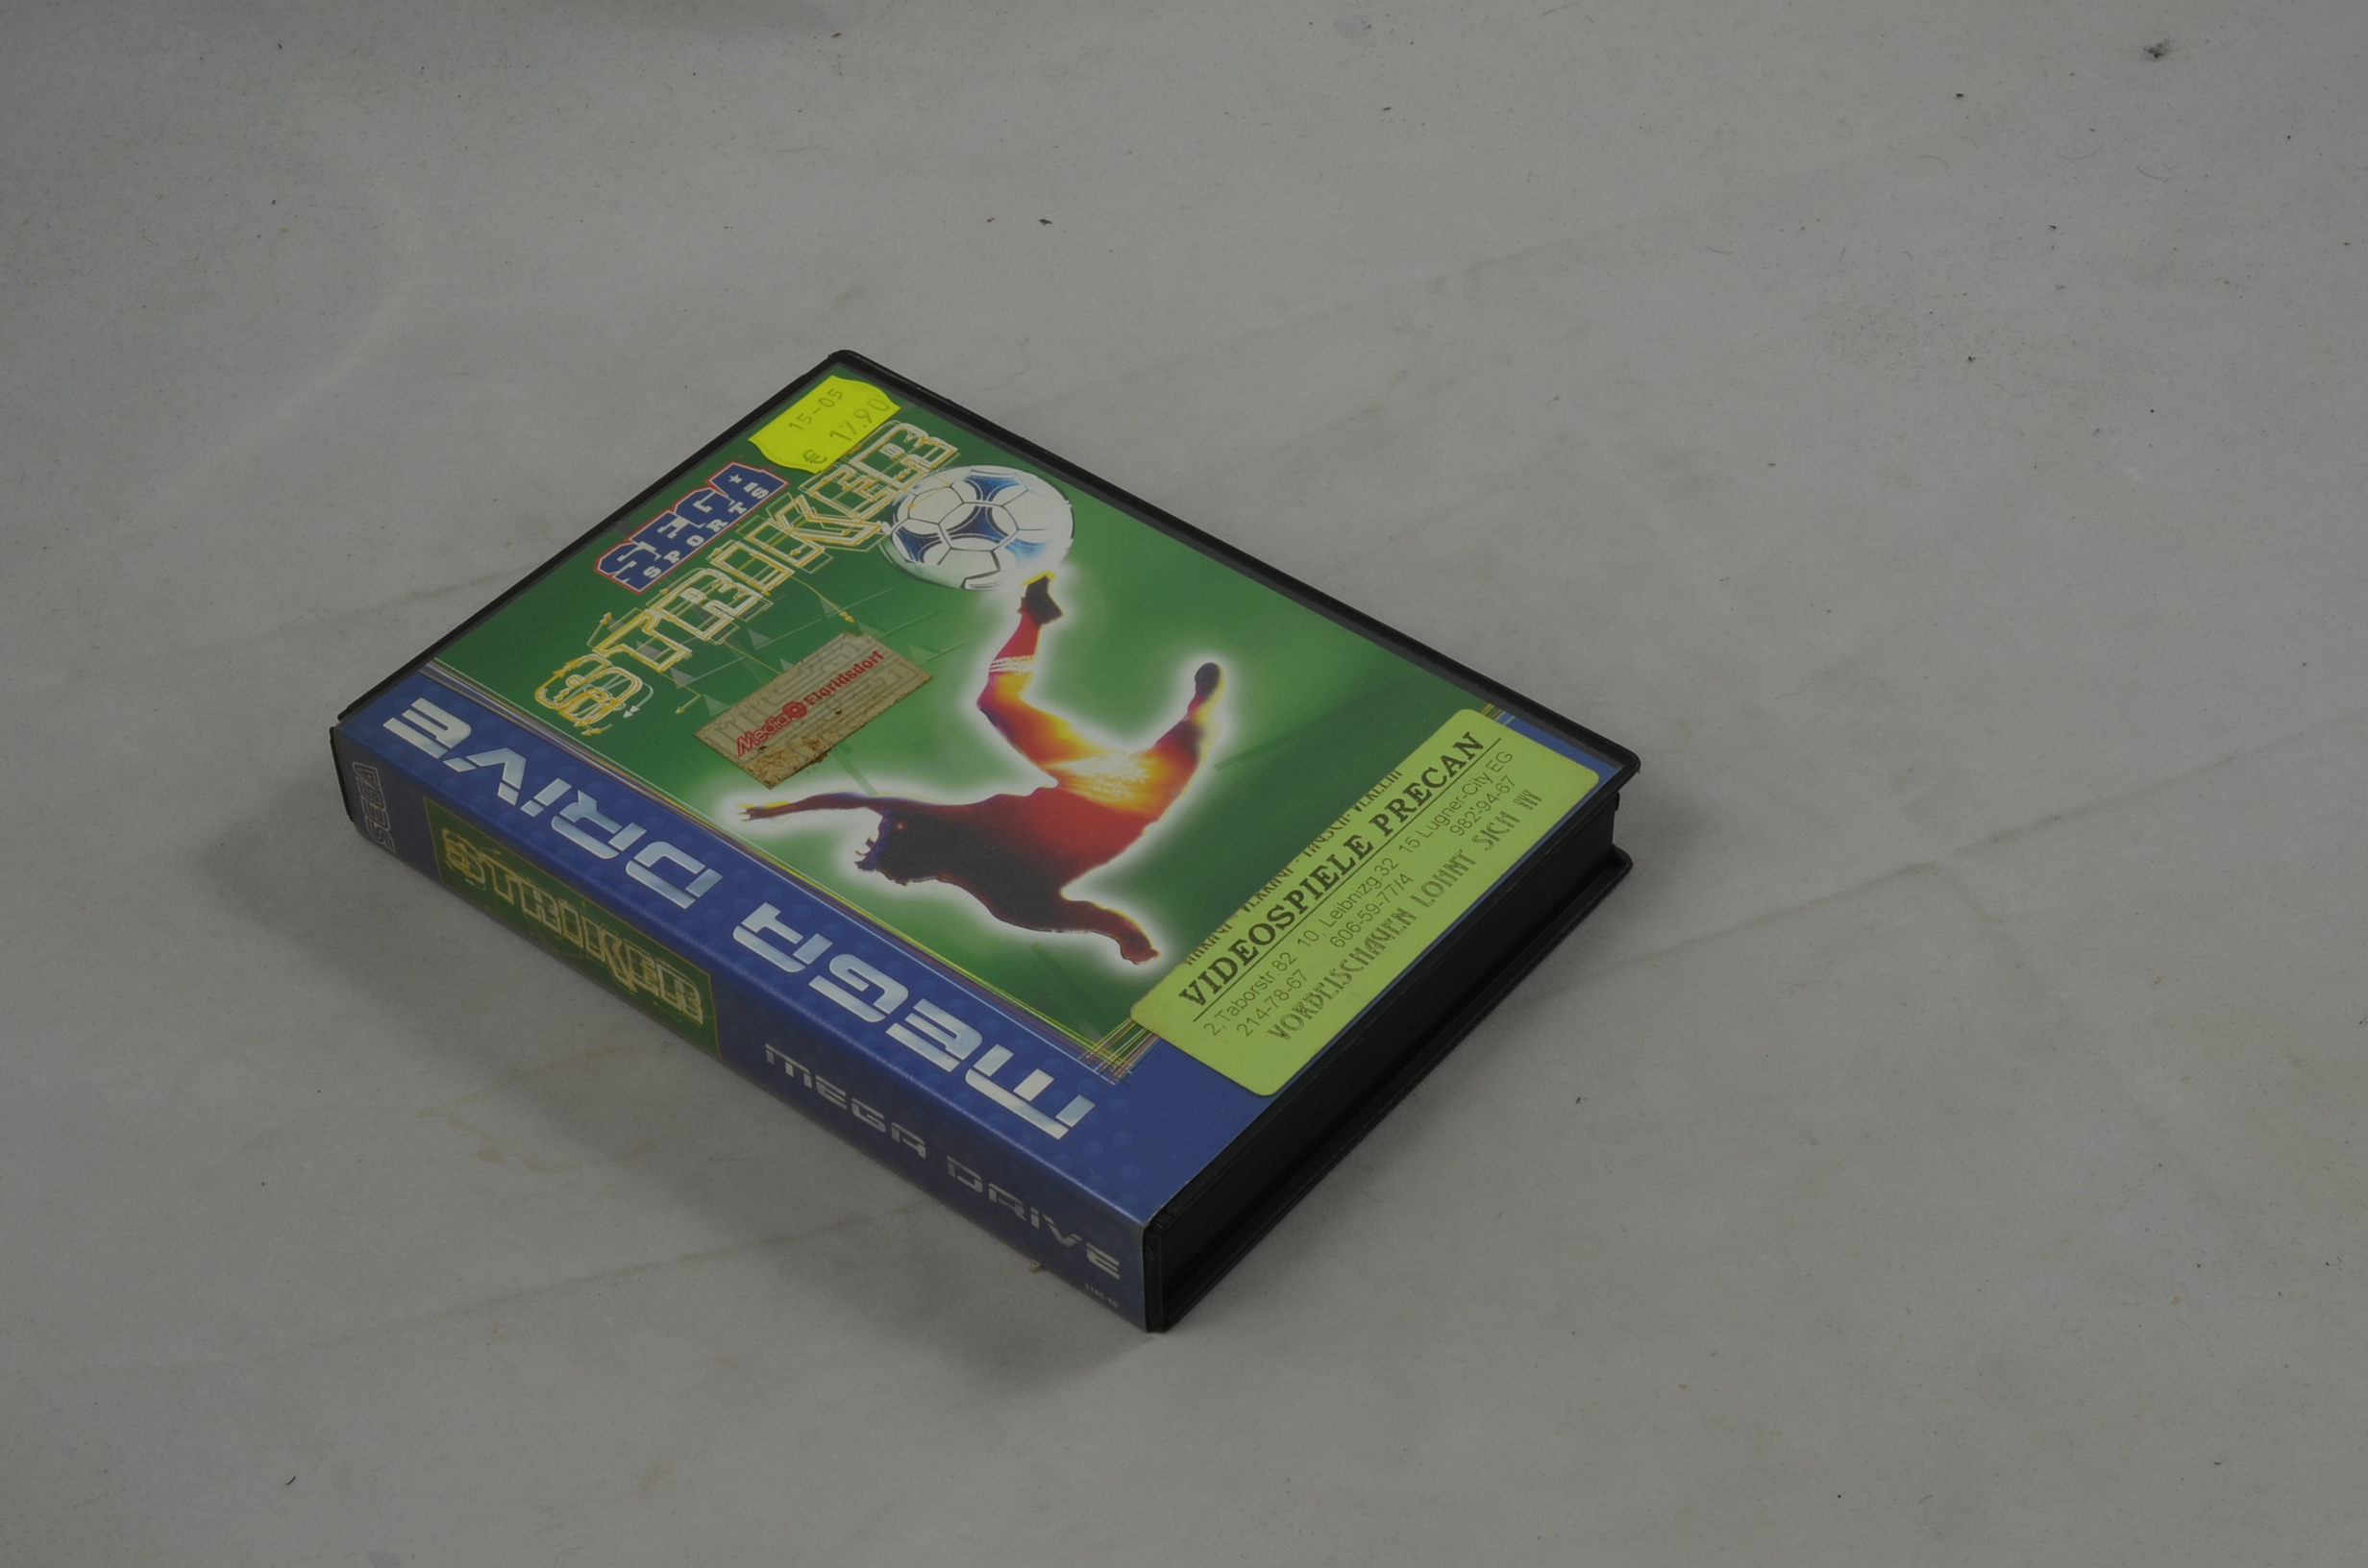 15-05
€ 17.90
SEGA
SPORTS
STRIKER
Media Floridsdorf
MEGA DRIVE
VIDEOSPIELE PRECAN
2,Taborstr.82 10, Leibnizg 32 15 Lugner-City EG
214-78-67 606-59-77/4 982-94-67
VORBEISCHAUEN LOHNT SICH !!!
SEGA
STRIKER
MEGA DRIVE